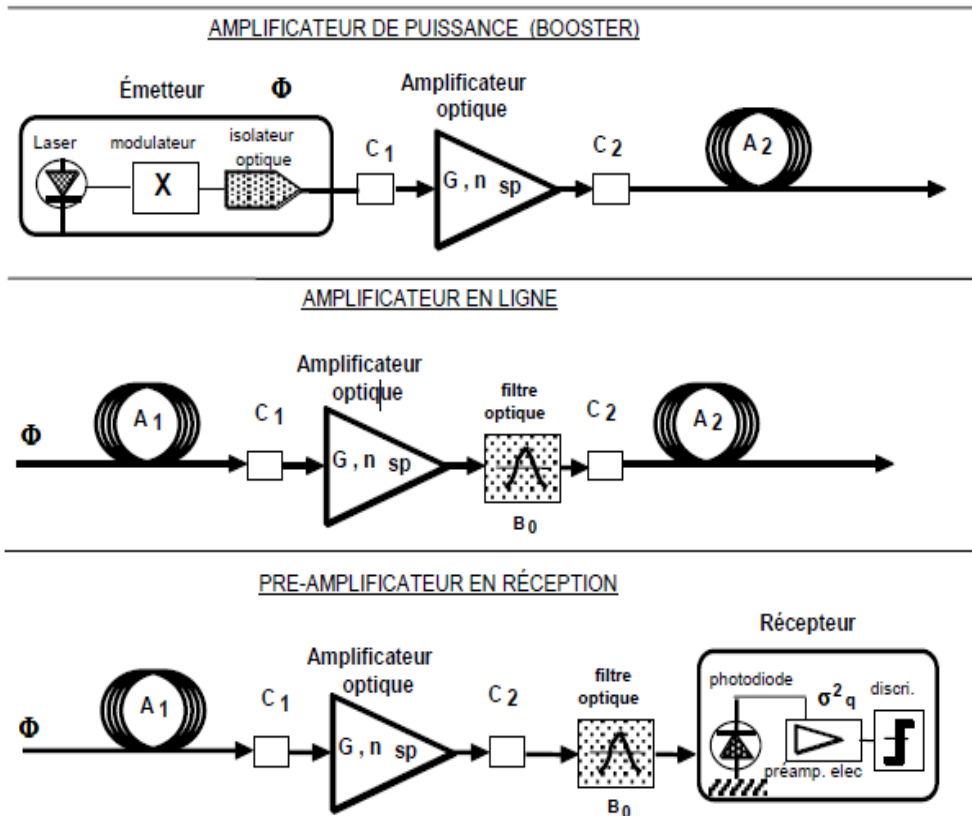 AMPLIFICATEUR DE PUISSANCE (BOOSTER)
Émetteur Φ
Amplificateur
optique
Laser modulateur isolateur
optique
X
C 1
G , n sp
C 2
A 2
AMPLIFICATEUR EN LIGNE
Amplificateur
optique
filtre
optique
Φ
A 1
C 1
G , n sp
C 2
A 2
B 0
PRE-AMPLIFICATEUR EN RÉCEPTION
Récepteur
Amplificateur
optique
filtre
optique
photodiode
σ² q
discri.
Φ
A 1
C 1
G , n sp
C 2
préamp. elec
B 0